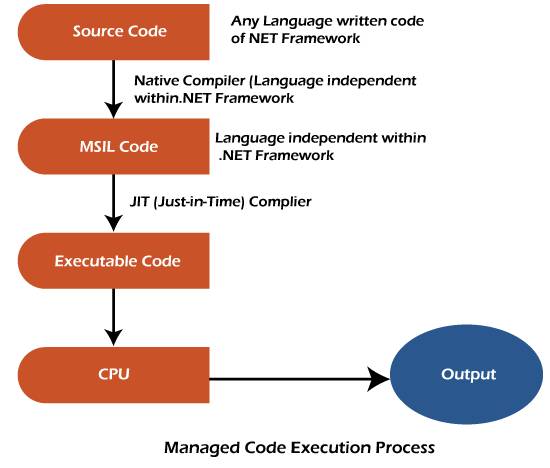 Source Code
Any Language written code
of NET Framework
Native Compiler (Language independent
within.NET Framework
MSIL Code
Language independent within
.NET Framework
JIT (Just-in-Time) Complier
Executable Code
CPU
Output
Managed Code Execution Process